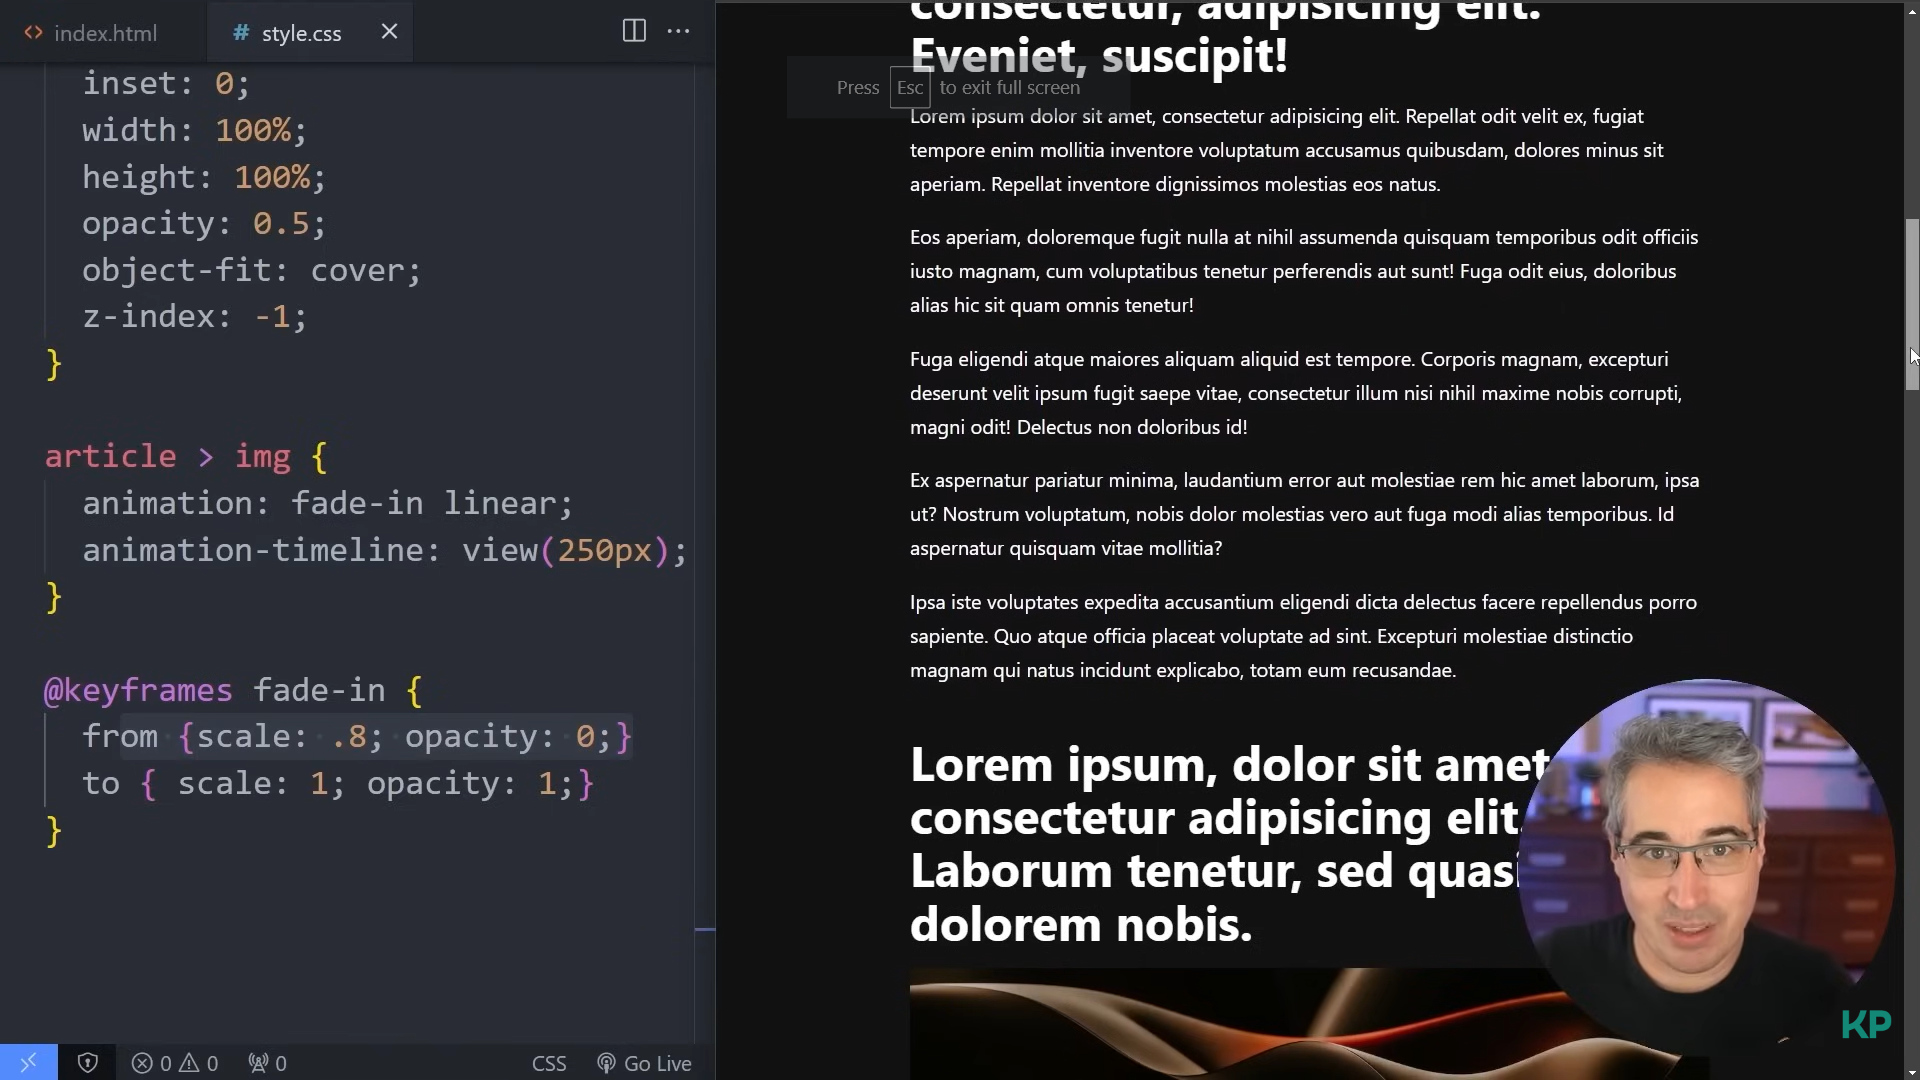 index.html
style.css
inset: 0;
width: 100%;
height: 100%;
opacity: 0.5;
object-fit: cover;
z-index: -1;
}
article > img {
animation: fade-in linear;
animation-timeline: view(250px);
}
@keyframes fade-in {
from {scale: .8; opacity: 0;}
to { scale: 1; opacity: 1;}
}
0 0 0 CSS Go Live
consectetur, adipisicing elit.
Eveniet, suscipit!
Press Esc to exit full screen
Lorem ipsum dolor sit amet, consectetur adipisicing elit. Repellat odit velit ex, fugiat
tempore enim mollitia inventore voluptatum accusamus quibusdam, dolores minus sit
aperiam. Repellat inventore dignissimos molestias eos natus.
Eos aperiam, doloremque fugit nulla at nihil assumenda quisquam temporibus odit officiis
iusto magnam, cum voluptatibus tenetur perferendis aut sunt! Fuga odit eius, doloribus
alias hic sit quam omnis tenetur!
Fuga eligendi atque maiores aliquam aliquid est tempore. Corporis magnam, excepturi
deserunt velit ipsum fugit saepe vitae, consectetur illum nisi nihil maxime nobis corrupti,
magni odit! Delectus non doloribus id!
Ex aspernatur pariatur minima, laudantium error aut molestiae rem hic amet laborum, ipsa
ut? Nostrum voluptatum, nobis dolor molestias vero aut fuga modi alias temporibus. Id
aspernatur quisquam vitae mollitia?
Ipsa iste voluptates expedita accusantium eligendi dicta delectus facere repellendus porro
sapiente. Quo atque officia placeat voluptate ad sint. Excepturi molestiae distinctio
magnam qui natus incidunt explicabo, totam eum recusandae.
Lorem ipsum, dolor sit amet
consectetur adipisicing elit.
Laborum tenetur, sed quasi
dolorem nobis.
KP